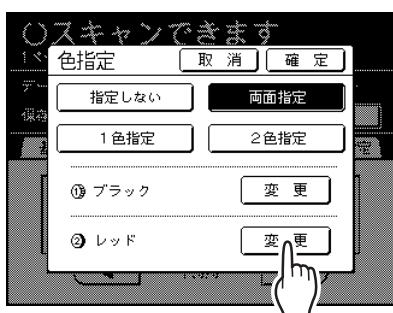 スキャンできます
色指定 取 消 確 定
指定しない 両面指定
1色指定 2色指定
① ブラック 変 更
② レッド 変 更